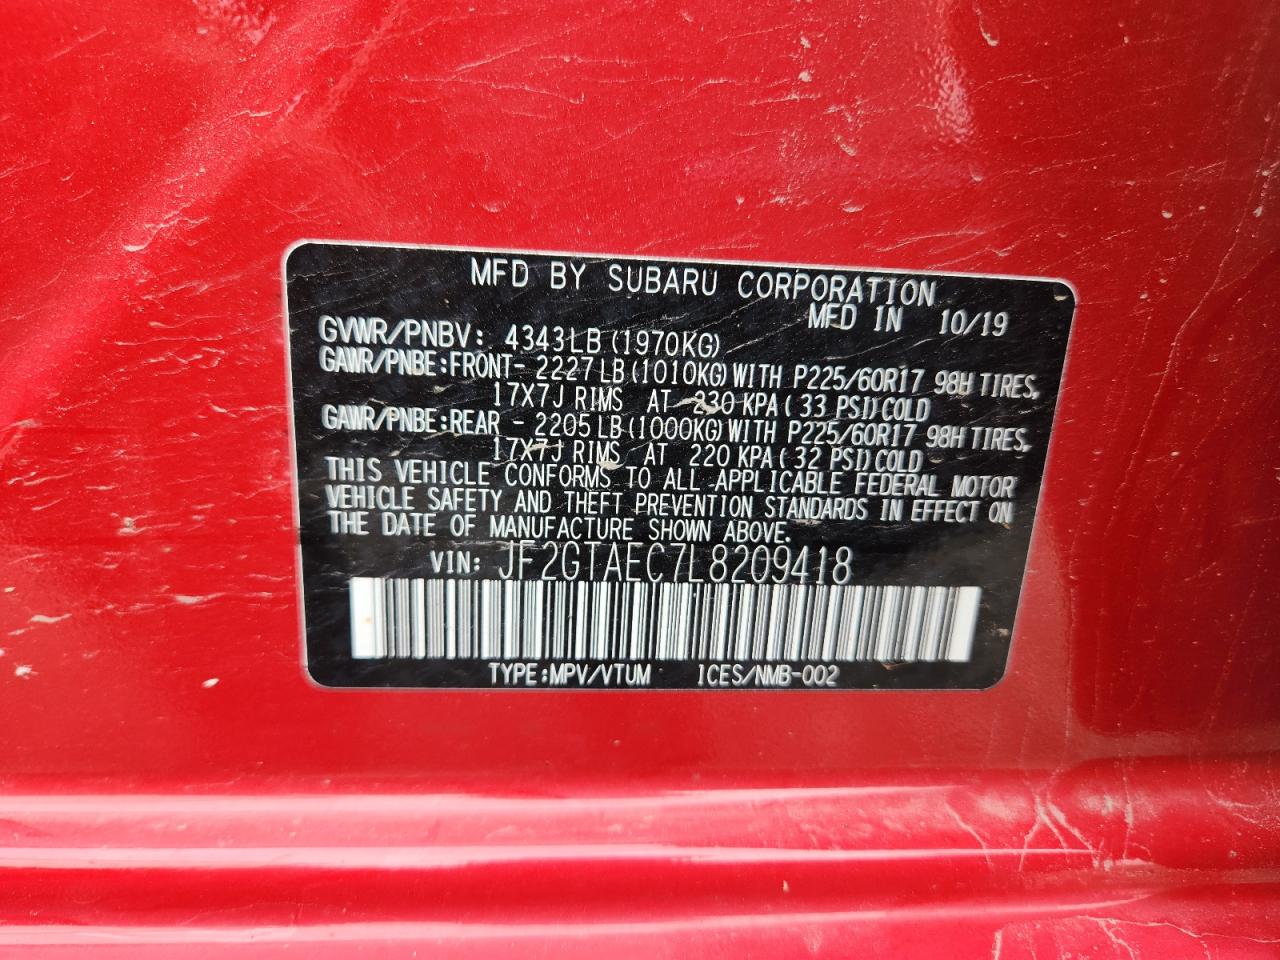 MFD BY SUBARU CORPORATION
MFD IN 10/19
GVWR/PNBV: 4343LB(1970KG)
GAWR/PNBE:FRONT- 2227LB(1010KG)WITH P225/60R17 98H TIRES,
17X7J RIMS AT 230 KPA(33 PSI)COLD
GAWR/PNBE:REAR - 2205LB(1000KG)WITH P225/60R17 98H TIRES,
17X7J RIMS AT 220 KPA(32 PSI)COLD
THIS VEHICLE CONFORMS TO ALL APPLICABLE FEDERAL MOTOR
VEHICLE SAFETY AND THEFT PREVENTION STANDARDS IN EFFECT ON
THE DATE OF MANUFACTURE SHOWN ABOVE.
VIN: JF2GTAEC7L8209418
TYPE:MPV/VTUM ICES/NMB-002